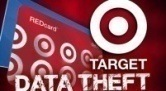 REDcard
TARGET
DATA THEFT